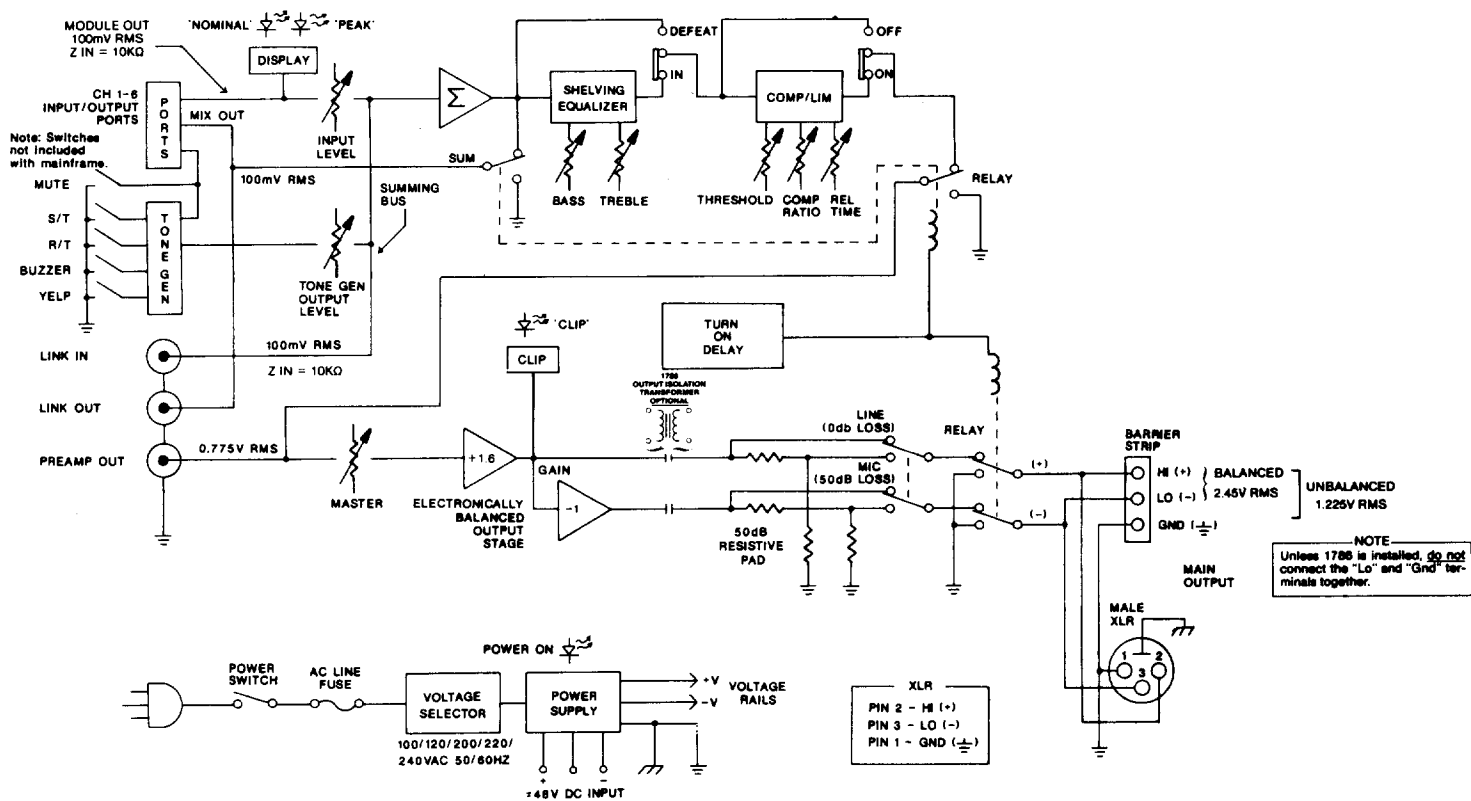 MODULE OUT
100mV RMS
Z IN = 10KΩ
'NOMINAL'
'PEAK'
DISPLAY
CH 1-6
INPUT/OUTPUT
PORTS
PORTS
MIX OUT
INPUT
LEVEL
Note: Switches
not included
with mainframe.
MUTE
S/T
R/T
BUZZER
YELP
TONE GEN
100mV RMS
SUMMING
BUS
TONE GEN
OUTPUT
LEVEL
Σ
SUM
SHELVING
EQUALIZER
BASS
TREBLE
DEFEAT
IN
COMP/LIM
THRESHOLD
COMP
RATIO
REL
TIME
OFF
ON
RELAY
LINK IN
100mV RMS
Z IN = 10KΩ
LINK OUT
PREAMP OUT
0.775V RMS
MASTER
'CLIP'
CLIP
+1.6
GAIN
-1
ELECTRONICALLY
BALANCED
OUTPUT
STAGE
1786
OUTPUT ISOLATION
TRANSFORMER
OPTIONAL
TURN
ON
DELAY
LINE
(0db LOSS)
MIC
(50dB LOSS)
50dB
RESISTIVE
PAD
RELAY
(+)
(-)
BARRIER
STRIP
HI (+)
LO (-)
GND (⏚)
BALANCED
2.45V RMS
UNBALANCED
1.225V RMS
NOTE
Unless 1786 is installed, do not
connect the "Lo" and "Gnd" ter-
minals together.
MAIN
OUTPUT
MALE
XLR
1
2
3
POWER
SWITCH
AC LINE
FUSE
VOLTAGE
SELECTOR
100/120/200/220/
240VAC 50/60HZ
POWER ON
POWER
SUPPLY
+V
-V
VOLTAGE
RAILS
+
-
±48V DC INPUT
XLR
PIN 2 - HI (+)
PIN 3 - LO (-)
PIN 1 - GND (⏚)